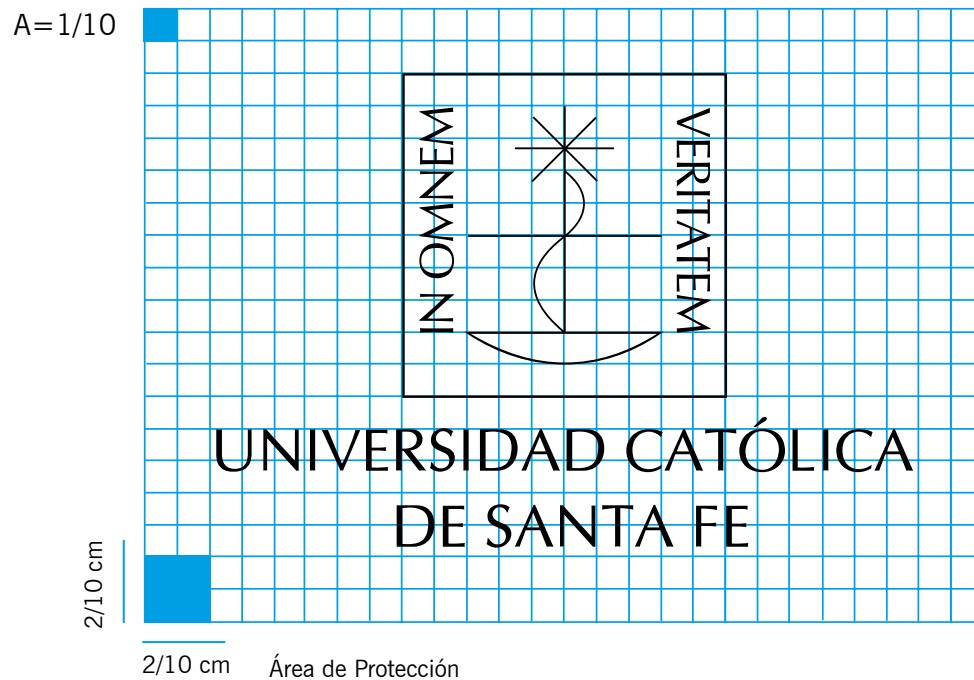 A=1/10
IN OMNEM
VERITATEM
UNIVERSIDAD CATÓLICA
DE SANTA FE
2/10 cm
2/10 cm
Área de Protección